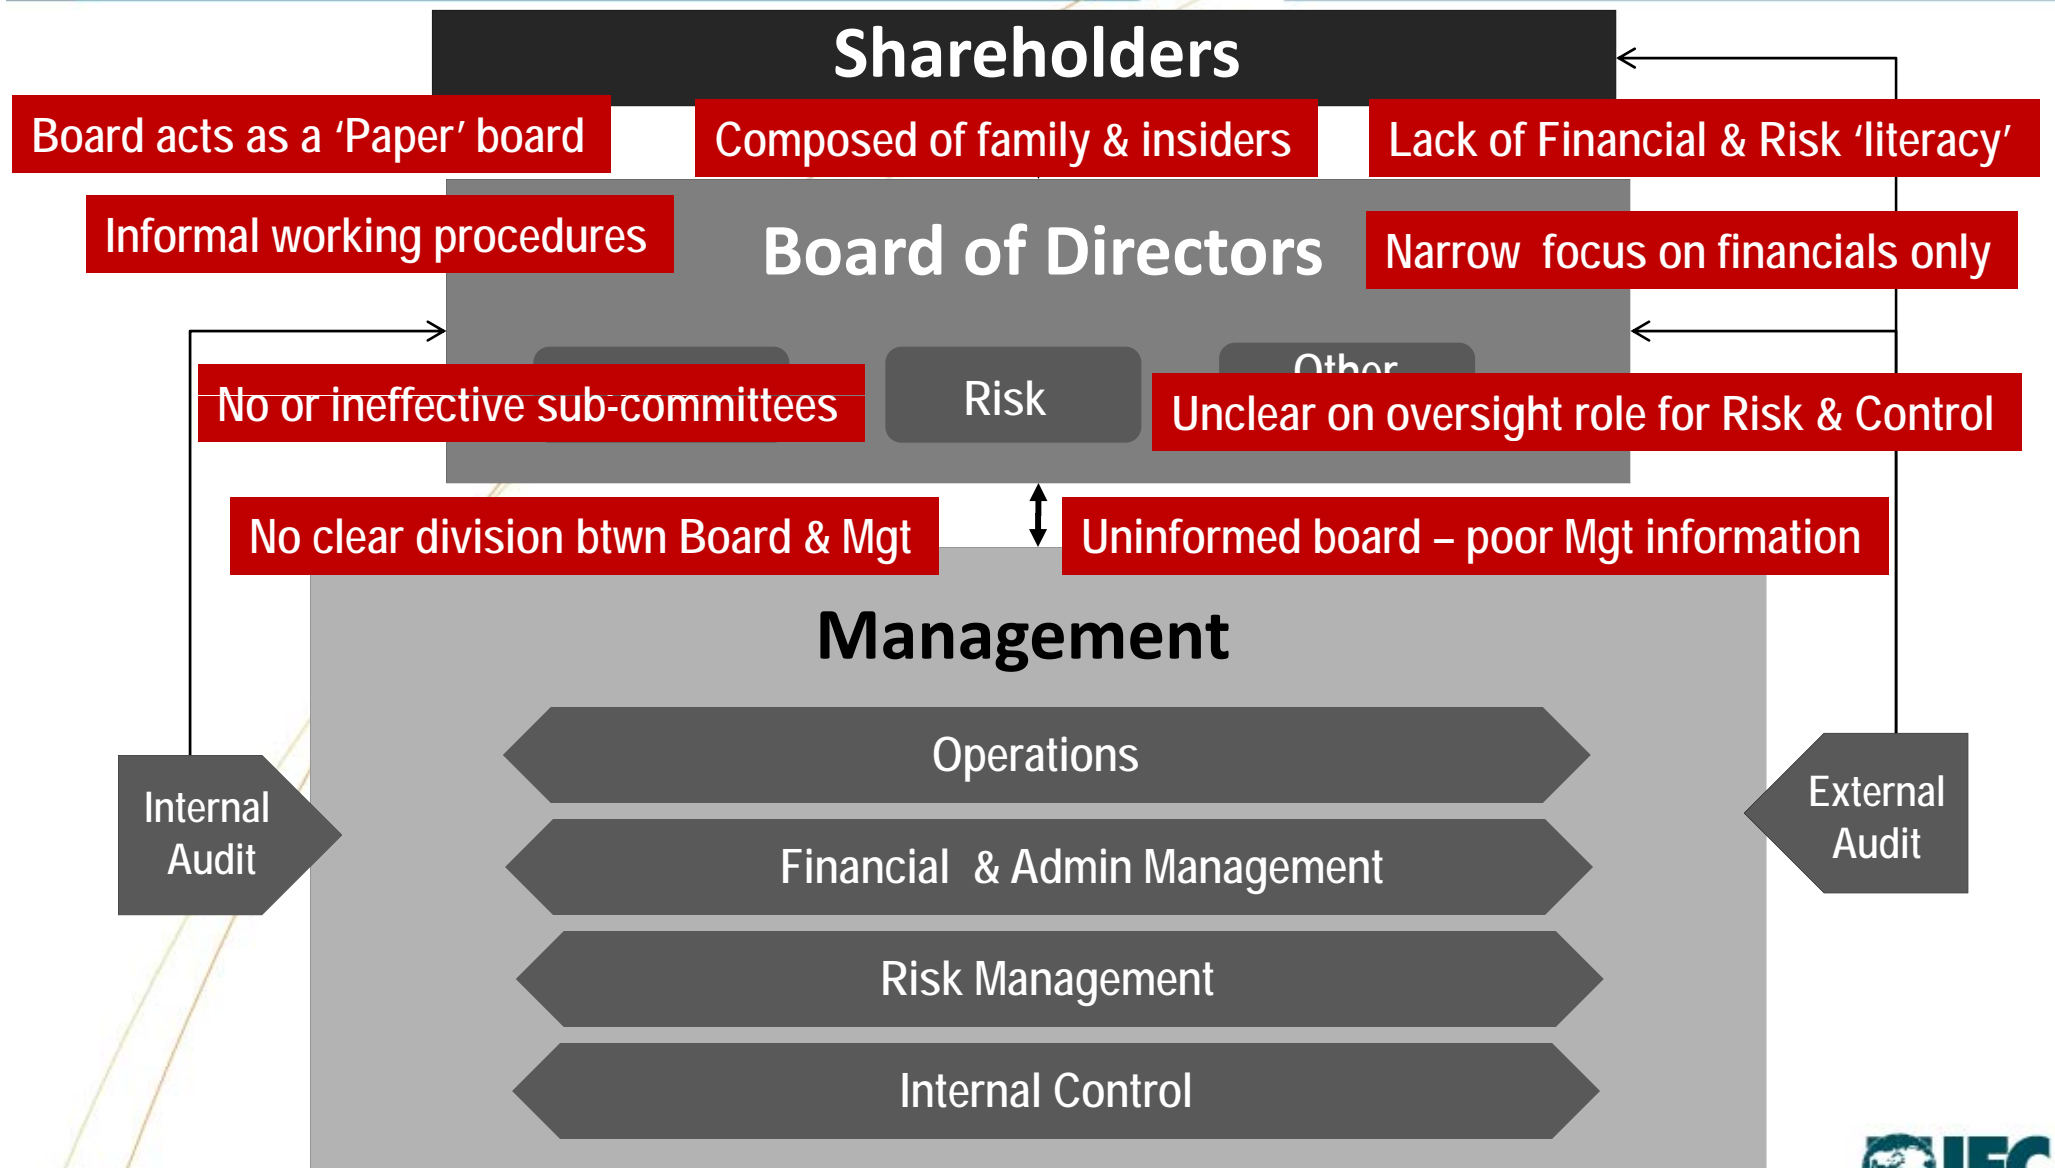 Shareholders
Board acts as a ‘Paper’ board
Composed of family & insiders
Lack of Financial & Risk ‘literacy’
Informal working procedures
Board of Directors
Narrow focus on financials only
Other
No or ineffective sub-committees
Risk
Unclear on oversight role for Risk & Control
No clear division btwn Board & Mgt
Uninformed board – poor Mgt information
Management
Operations
Internal
Audit
External
Audit
Financial & Admin Management
Risk Management
Internal Control
IFC